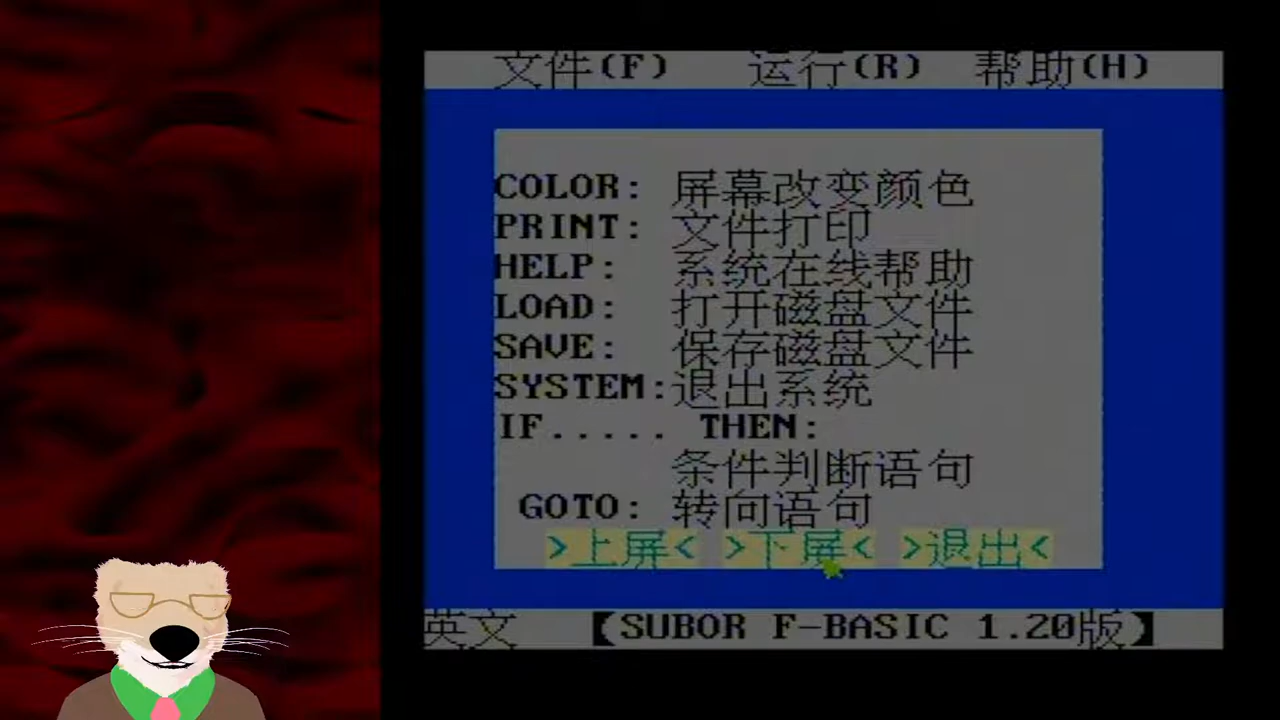 文件(F) 运行(R) 帮助(H)
COLOR: 屏幕改变颜色
PRINT: 文件打印
HELP: 系统在线帮助
LOAD: 打开磁盘文件
SAVE: 保存磁盘文件
SYSTEM:退出系统
IF..... THEN:
条件判断语句
GOTO: 转向语句
>上屏< >下屏< >退出<
英文 【SUBOR F-BASIC 1.20版】